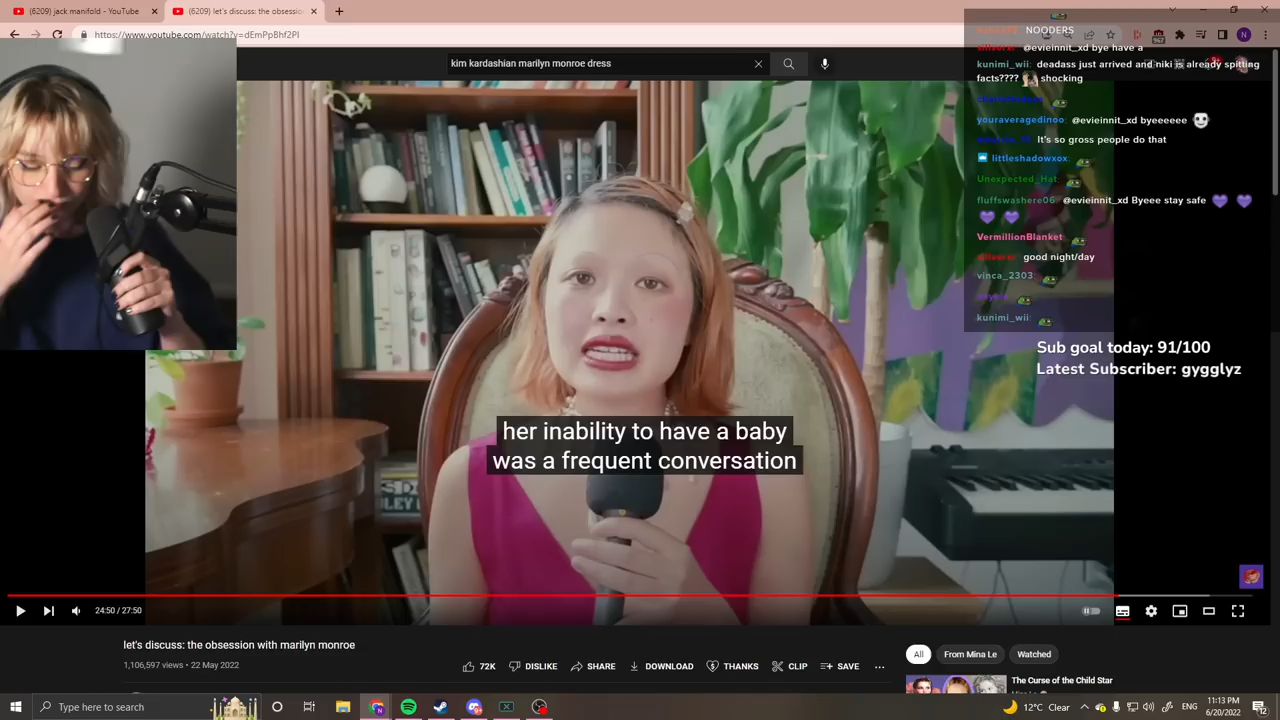 (6209) jack manifold - YouTube
(6209) let's discuss: the obsession
https://www.youtube.com/watch?v=dEmPpBhf2PI
kim kardashian marilyn monroe dress
N
967
NOODERS
@evieinnit_xd bye have a
kunimi_wii: deadass just arrived and niki is already spitting
facts???? shocking
youraveragedinoo: @evieinnit_xd byeeeeee
It's so gross people do that
littleshadowxox:
Unexpected_Hat:
fluffswashere06: @evieinnit_xd Byeee stay safe
VermillionBlanket
good night/day
vinca_2303:
kunimi_wii:
Sub goal today: 91/100
Latest Subscriber: gygglyz
her inability to have a baby
was a frequent conversation
24:50 / 27:50
let's discuss: the obsession with marilyn monroe
1,106,597 views • 22 May 2022
72K
DISLIKE
SHARE
DOWNLOAD
THANKS
CLIP
SAVE
All
From Mina Le
Watched
The Curse of the Child Star
Type here to search
12°C Clear
11:13 PM
6/20/2022
12